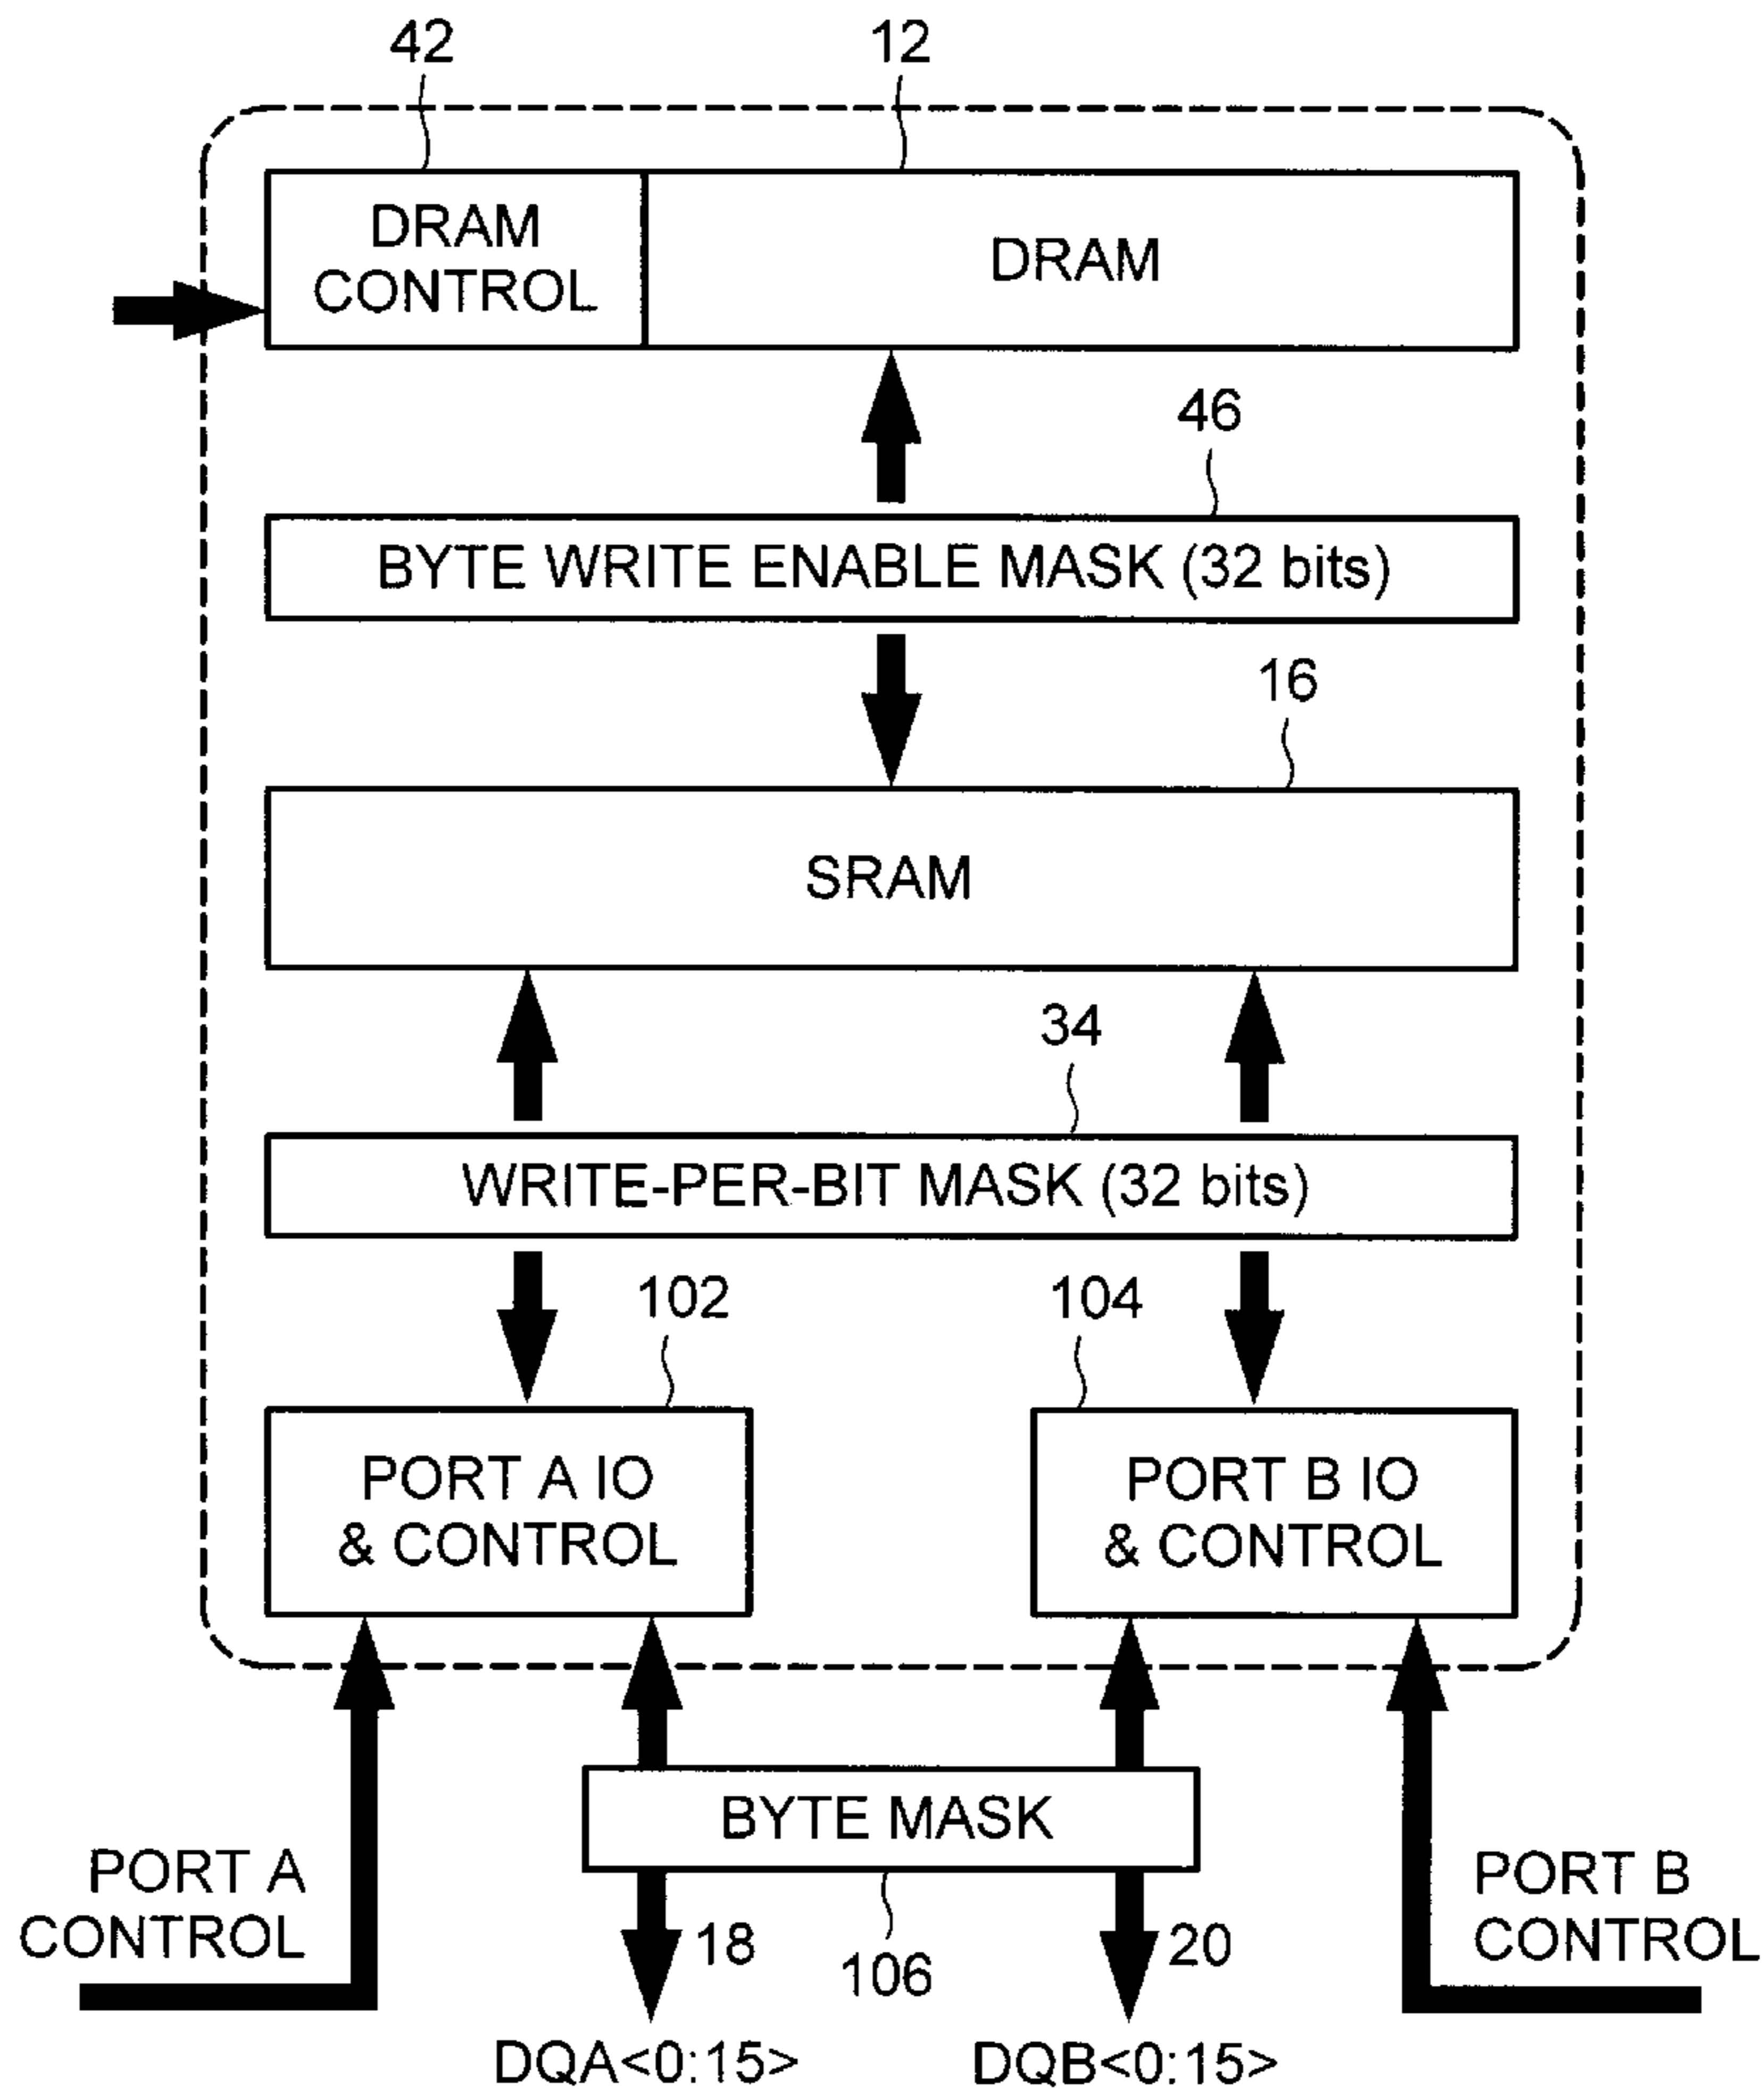 42
12
DRAM
CONTROL
DRAM
46
BYTE WRITE ENABLE MASK (32 bits)
16
SRAM
34
WRITE-PER-BIT MASK (32 bits)
102
104
PORT A IO
& CONTROL
PORT B IO
& CONTROL
BYTE MASK
PORT A
CONTROL
18
106
20
PORT B
CONTROL
DQA<0:15>
DQB<0:15>